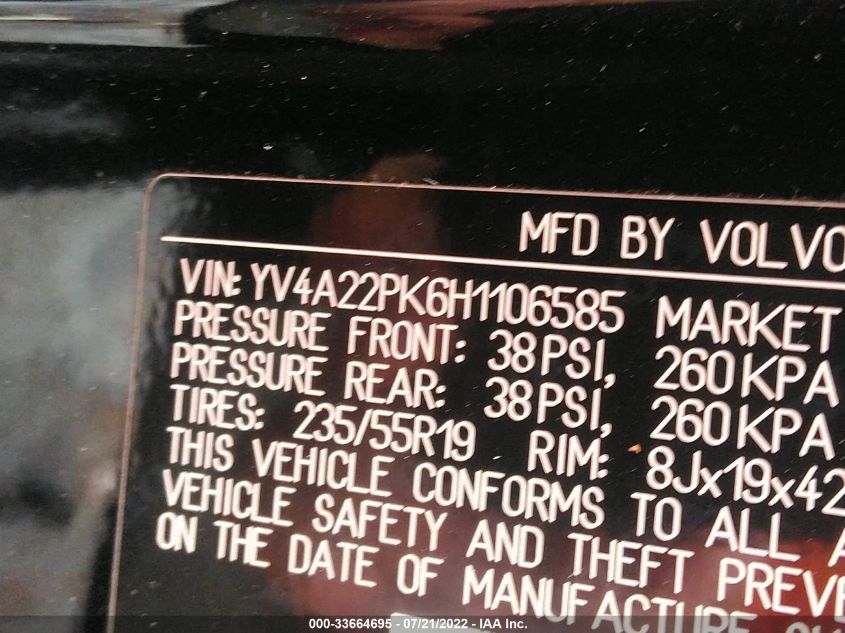 MFD BY VOLVO
VIN: YV4A22PK6H1106585 MARKET
PRESSURE FRONT: 38PSI, 260KPA
PRESSURE REAR: 38PSI, 260KPA
TIRES: 235/55R19 RIM: 8Jx19x42
THIS VEHICLE CONFORMS TO ALL A
VEHICLE SAFETY AND THEFT PREVE
ON THE DATE OF MANUFACTURE
000-33664695 - 07/21/2022 - IAA Inc.